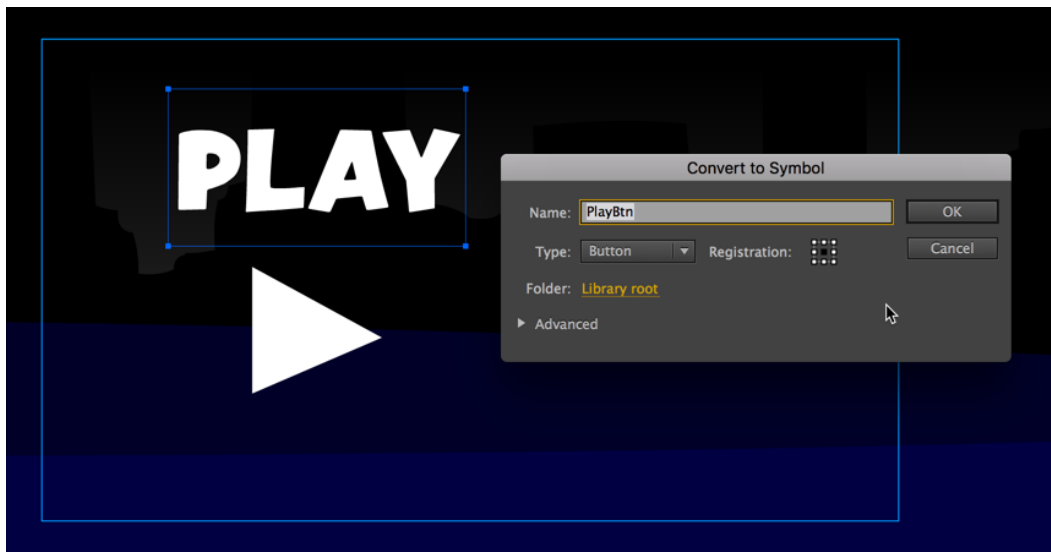 PLAY
Convert to Symbol
Name: PlayBtn OK
Type: Button Registration: Cancel
Folder: Library root
Advanced